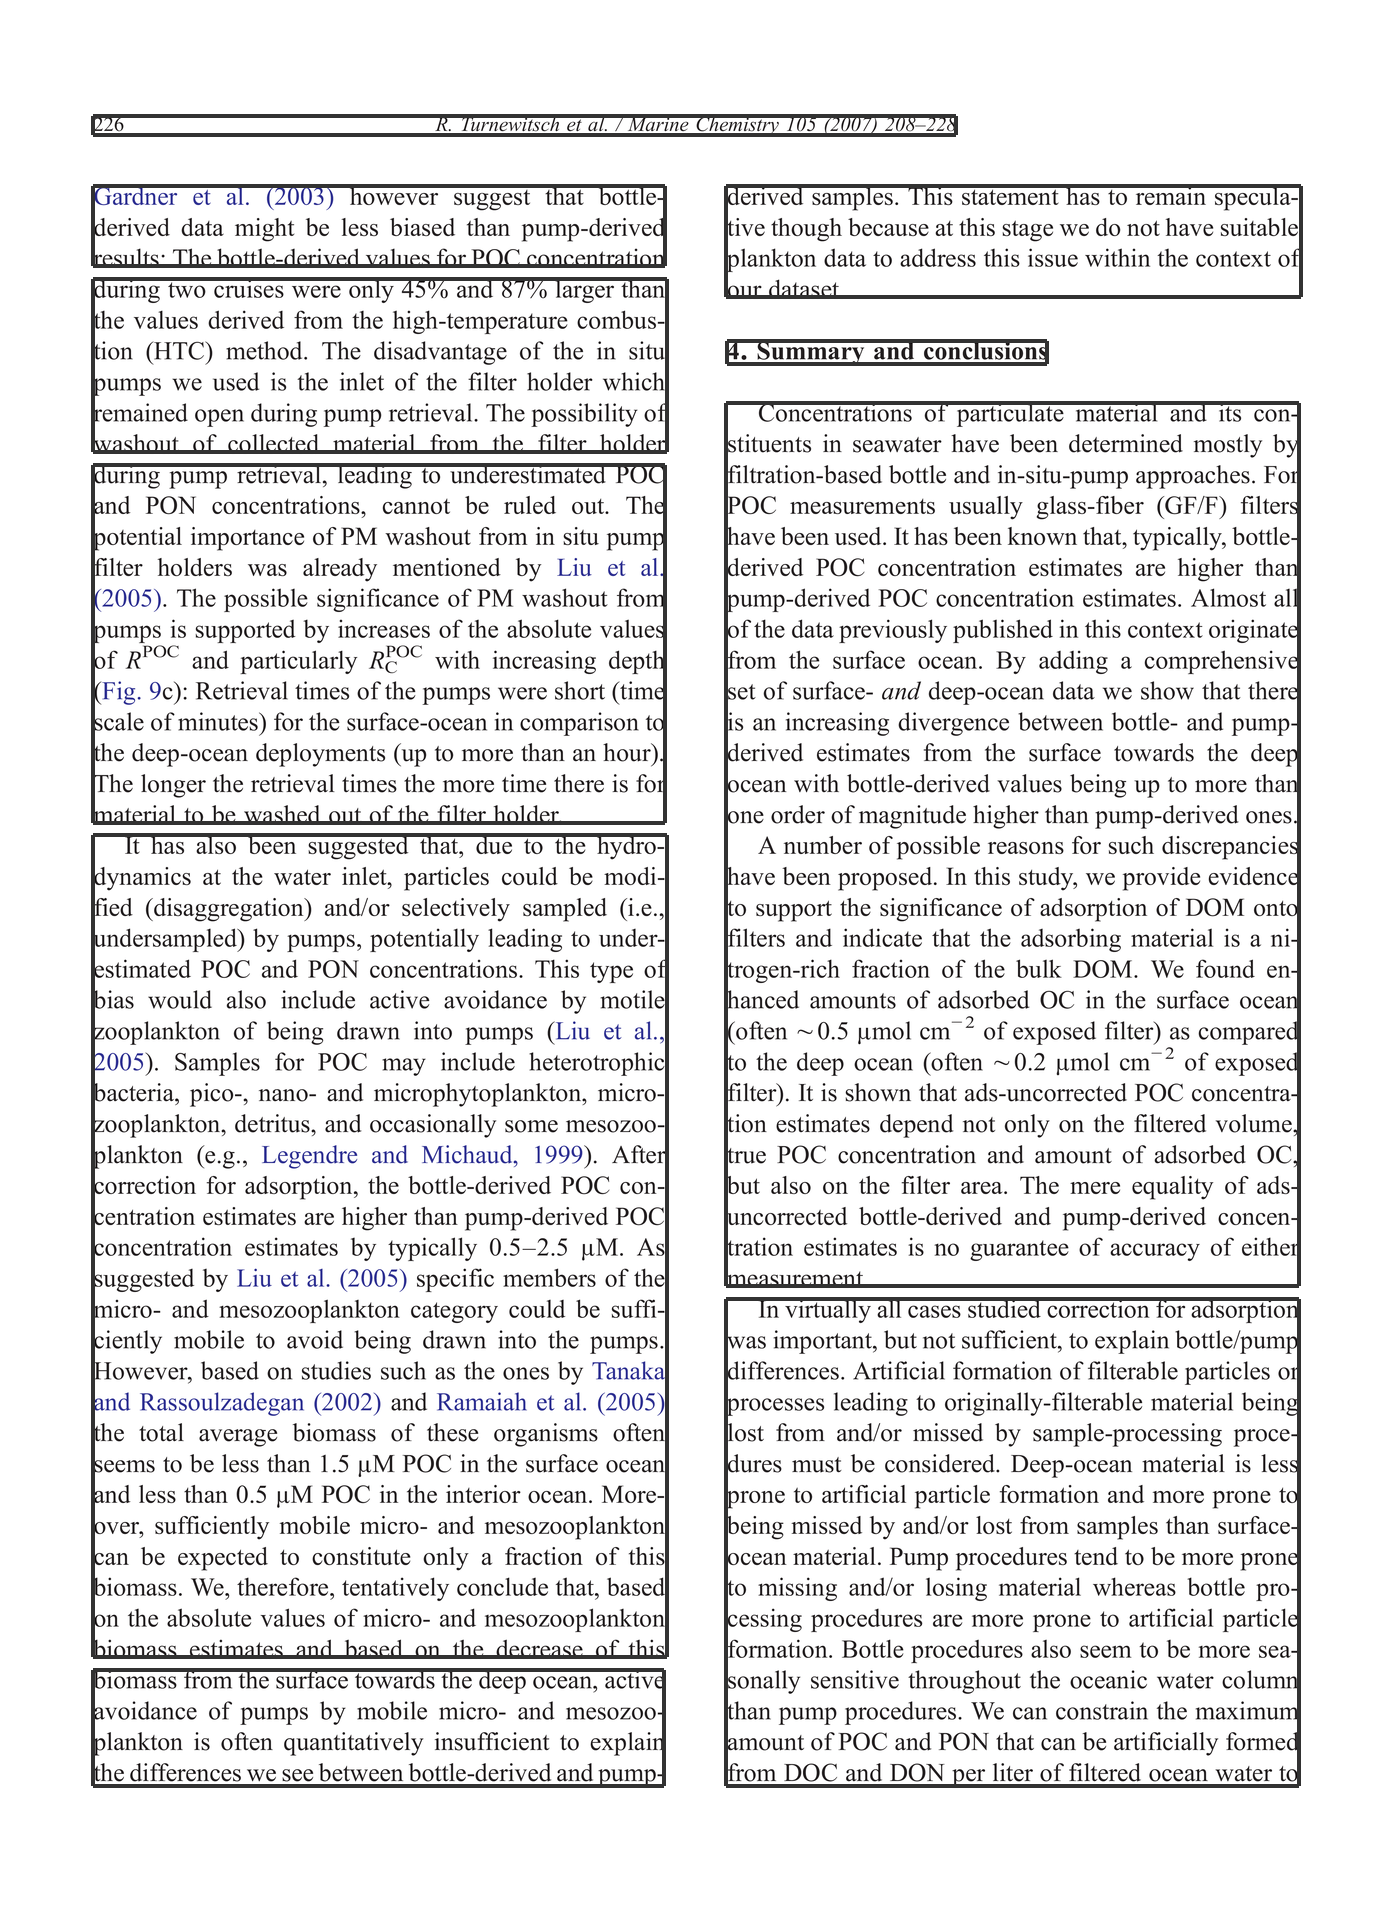 226 R. Turnewitsch et al. / Marine Chemistry 105 (2007) 208–228
Gardner et al. (2003) however suggest that bottle-
derived data might be less biased than pump-derived
results: The bottle-derived values for POC concentration
during two cruises were only 45% and 87% larger than
the values derived from the high-temperature combus-
tion (HTC) method. The disadvantage of the in situ
pumps we used is the inlet of the filter holder which
remained open during pump retrieval. The possibility of
washout of collected material from the filter holder
during pump retrieval, leading to underestimated POC
and PON concentrations, cannot be ruled out. The
potential importance of PM washout from in situ pump
filter holders was already mentioned by Liu et al.
(2005). The possible significance of PM washout from
pumps is supported by increases of the absolute values
of R^POC and particularly R_C^POC with increasing depth
(Fig. 9c): Retrieval times of the pumps were short (time
scale of minutes) for the surface-ocean in comparison to
the deep-ocean deployments (up to more than an hour).
The longer the retrieval times the more time there is for
material to be washed out of the filter holder.
It has also been suggested that, due to the hydro-
dynamics at the water inlet, particles could be modi-
fied (disaggregation) and/or selectively sampled (i.e.,
undersampled) by pumps, potentially leading to under-
estimated POC and PON concentrations. This type of
bias would also include active avoidance by motile
zooplankton of being drawn into pumps (Liu et al.,
2005). Samples for POC may include heterotrophic
bacteria, pico-, nano- and microphytoplankton, micro-
zooplankton, detritus, and occasionally some mesozoo-
plankton (e.g., Legendre and Michaud, 1999). After
correction for adsorption, the bottle-derived POC con-
centration estimates are higher than pump-derived POC
concentration estimates by typically 0.5–2.5 μM. As
suggested by Liu et al. (2005) specific members of the
micro- and mesozooplankton category could be suffi-
ciently mobile to avoid being drawn into the pumps.
However, based on studies such as the ones by Tanaka
and Rassoulzadegan (2002) and Ramaiah et al. (2005)
the total average biomass of these organisms often
seems to be less than 1.5 μM POC in the surface ocean
and less than 0.5 μM POC in the interior ocean. More-
over, sufficiently mobile micro- and mesozooplankton
can be expected to constitute only a fraction of this
biomass. We, therefore, tentatively conclude that, based
on the absolute values of micro- and mesozooplankton
biomass estimates and based on the decrease of this
biomass from the surface towards the deep ocean, active
avoidance of pumps by mobile micro- and mesozoo-
plankton is often quantitatively insufficient to explain
the differences we see between bottle-derived and pump-
derived samples. This statement has to remain specula-
tive though because at this stage we do not have suitable
plankton data to address this issue within the context of
our dataset
4. Summary and conclusions
Concentrations of particulate material and its con-
stituents in seawater have been determined mostly by
filtration-based bottle and in-situ-pump approaches. For
POC measurements usually glass-fiber (GF/F) filters
have been used. It has been known that, typically, bottle-
derived POC concentration estimates are higher than
pump-derived POC concentration estimates. Almost all
of the data previously published in this context originate
from the surface ocean. By adding a comprehensive
set of surface- and deep-ocean data we show that there
is an increasing divergence between bottle- and pump-
derived estimates from the surface towards the deep
ocean with bottle-derived values being up to more than
one order of magnitude higher than pump-derived ones.
A number of possible reasons for such discrepancies
have been proposed. In this study, we provide evidence
to support the significance of adsorption of DOM onto
filters and indicate that the adsorbing material is a ni-
trogen-rich fraction of the bulk DOM. We found en-
hanced amounts of adsorbed OC in the surface ocean
(often ~0.5 μmol cm⁻² of exposed filter) as compared
to the deep ocean (often ~0.2 μmol cm⁻² of exposed
filter). It is shown that ads-uncorrected POC concentra-
tion estimates depend not only on the filtered volume,
true POC concentration and amount of adsorbed OC,
but also on the filter area. The mere equality of ads-
uncorrected bottle-derived and pump-derived concen-
tration estimates is no guarantee of accuracy of either
measurement
In virtually all cases studied correction for adsorption
was important, but not sufficient, to explain bottle/pump
differences. Artificial formation of filterable particles or
processes leading to originally-filterable material being
lost from and/or missed by sample-processing proce-
dures must be considered. Deep-ocean material is less
prone to artificial particle formation and more prone to
being missed by and/or lost from samples than surface-
ocean material. Pump procedures tend to be more prone
to missing and/or losing material whereas bottle pro-
cessing procedures are more prone to artificial particle
formation. Bottle procedures also seem to be more sea-
sonally sensitive throughout the oceanic water column
than pump procedures. We can constrain the maximum
amount of POC and PON that can be artificially formed
from DOC and DON per liter of filtered ocean water to